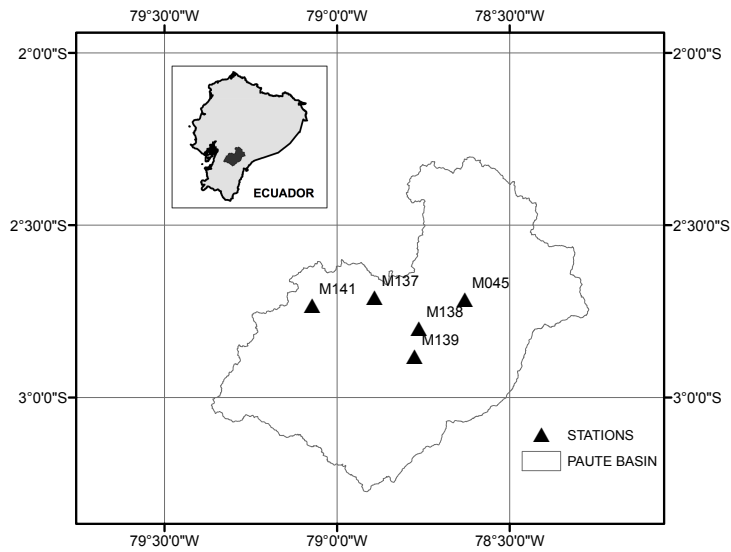 79°30'0"W 79°0'0"W 78°30'0"W
2°0'0"S 2°0'0"S
ECUADOR
2°30'0"S 2°30'0"S
M137
M141 M045
M138
M139
3°0'0"S 3°0'0"S
STATIONS
PAUTE BASIN
79°30'0"W 79°0'0"W 78°30'0"W